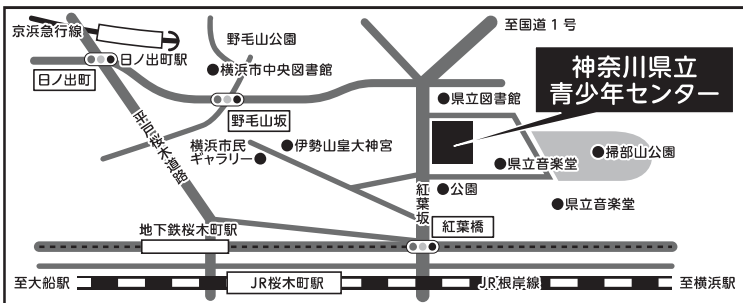 京浜急行線
日ノ出町駅
日ノ出町
野毛山公園
横浜市中央図書館
野毛山坂
平戸桜木道路
横浜市民
ギャラリー
伊勢山皇大神宮
至国道1号
神奈川県立
青少年センター
県立図書館
県立音楽堂
掃部山公園
紅葉坂
公園
県立音楽堂
紅葉橋
地下鉄桜木町駅
至大船駅
JR桜木町駅
JR根岸線
至横浜駅